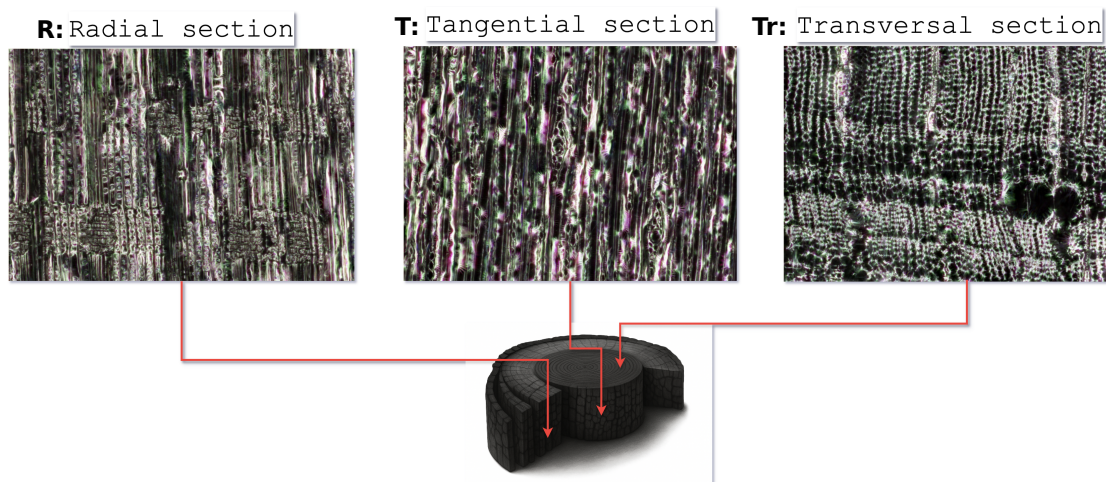 R: Radial section
T: Tangential section
Tr: Transversal section